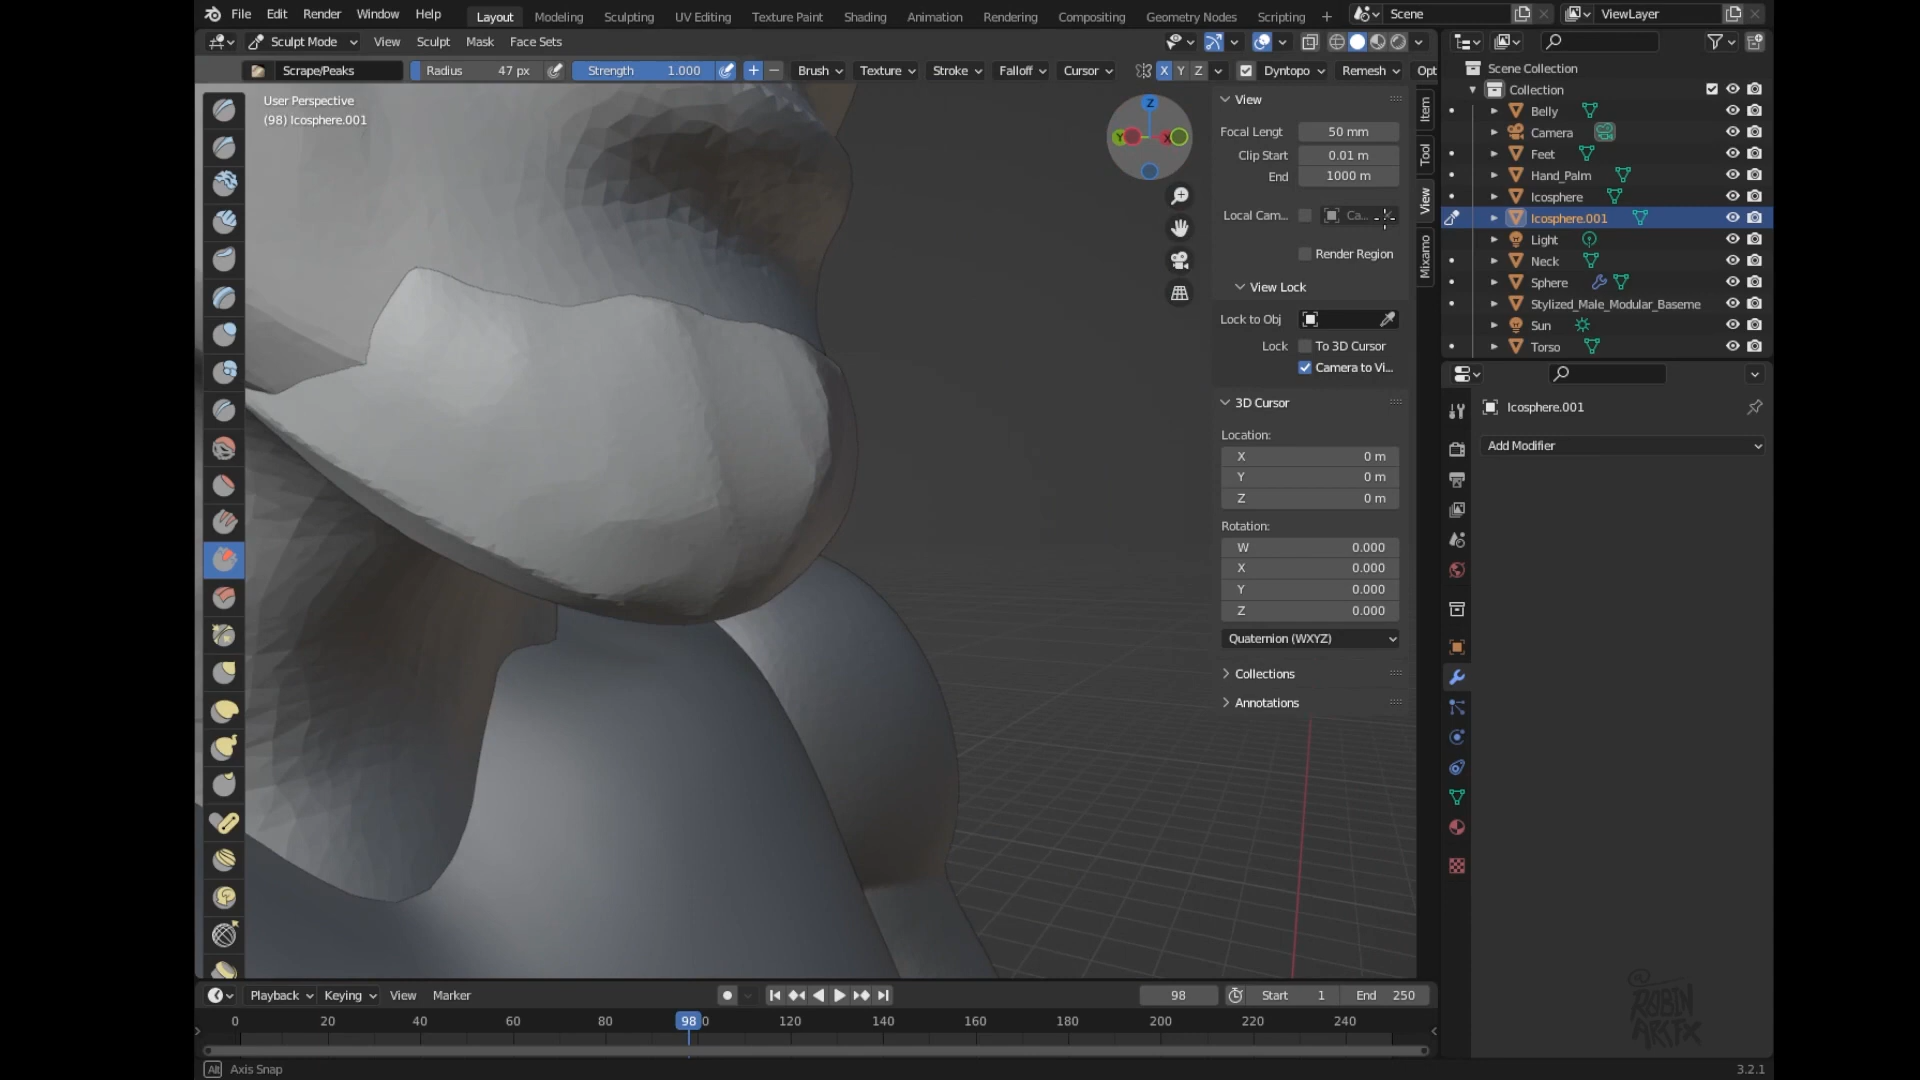 File Edit Render Window Help Layout Modeling Sculpting UV Editing Texture Paint Shading Animation Rendering Compositing Geometry Nodes Scripting + Scene ViewLayer
Sculpt Mode View Sculpt Mask Face Sets
Scrape/Peaks Radius 47 px Strength 1.000 + − Brush Texture Stroke Falloff Cursor X Y Z Dyntopo Remesh Opt
User Perspective
(98) Icosphere.001
Z
Y X
View
Focal Lengt 50 mm
Clip Start 0.01 m
End 1000 m
Local Cam... Ca...
Render Region
View Lock
Lock to Obj
Lock To 3D Cursor
Camera to Vi...
3D Cursor
Location:
X 0 m
Y 0 m
Z 0 m
Rotation:
W 0.000
X 0.000
Y 0.000
Z 0.000
Quaternion (WXYZ)
Collections
Annotations
Item
Tool
View
Mixamo
Scene Collection
Collection
Belly
Camera
Feet
Hand_Palm
Icosphere
Icosphere.001
Light
Neck
Sphere
Stylized_Male_Modular_Baseme
Sun
Torso
Icosphere.001
Add Modifier
Playback Keying View Marker 98 Start 1 End 250
0 20 40 60 80 98 0 120 140 160 180 200 220 240
Alt Axis Snap 3.2.1
@
ROBIN
ARTX